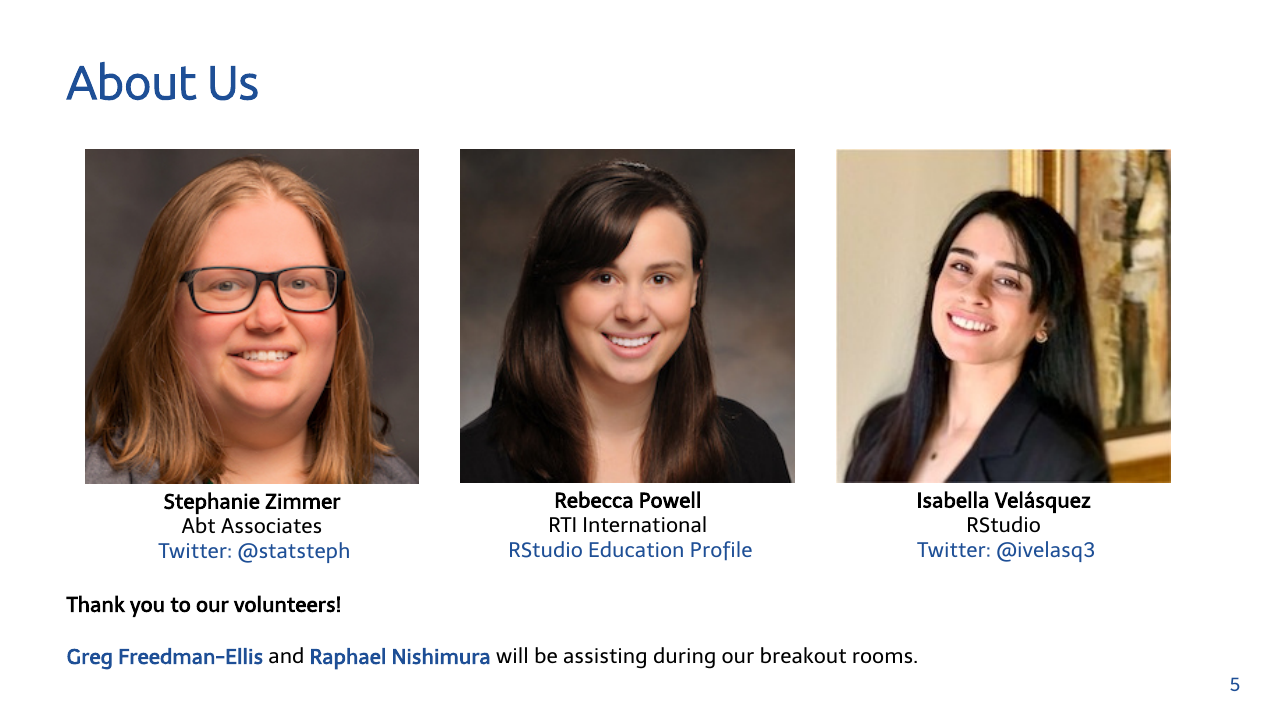 About Us
Stephanie Zimmer
Abt Associates
Twitter: @statsteph
Rebecca Powell
RTI International
RStudio Education Profile
Isabella Velásquez
RStudio
Twitter: @ivelasq3
Thank you to our volunteers!
Greg Freedman-Ellis and Raphael Nishimura will be assisting during our breakout rooms.
5